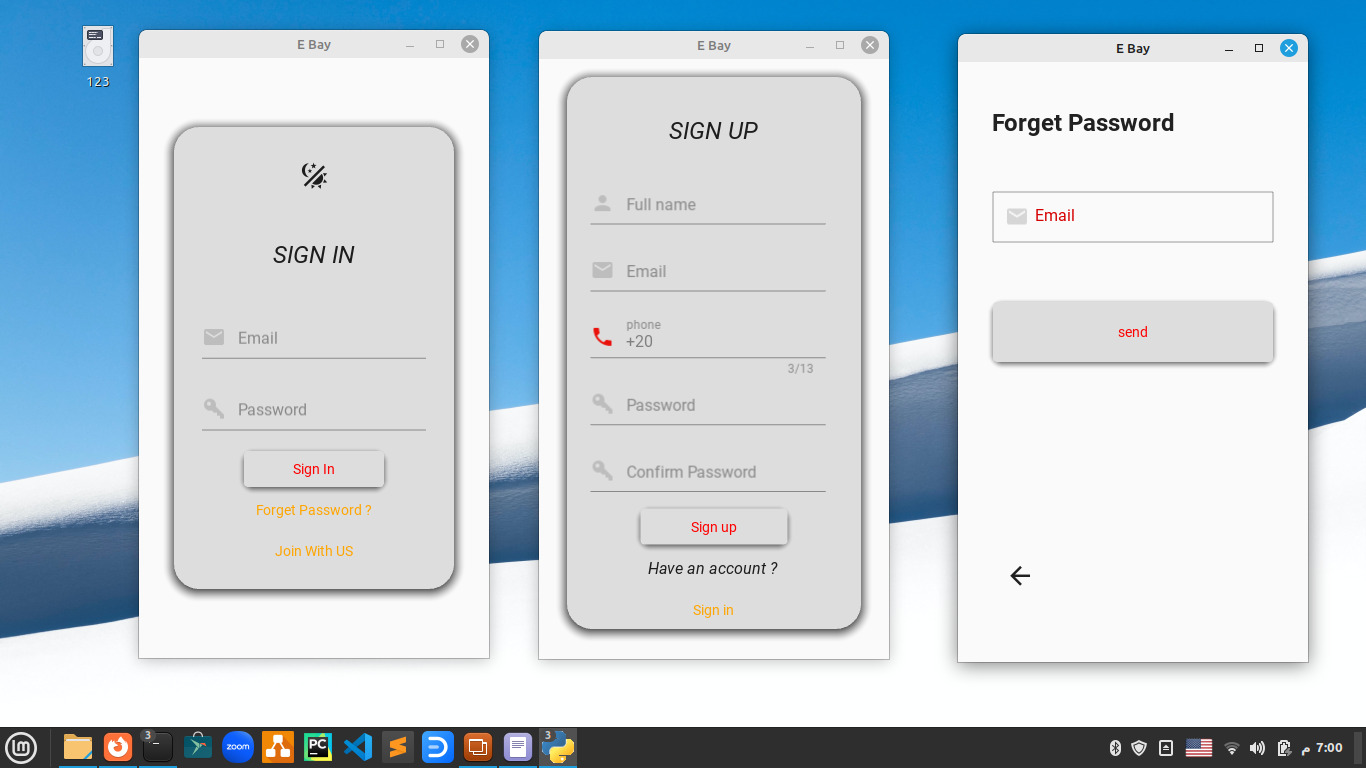 123
E Bay
SIGN IN
Email
Password
Sign In
Forget Password ?
Join With US
E Bay
SIGN UP
Full name
Email
phone
+20
3/13
Password
Confirm Password
Sign up
Have an account ?
Sign in
E Bay
Forget Password
Email
send
lm
3
zoom
PC
3
7:00 م